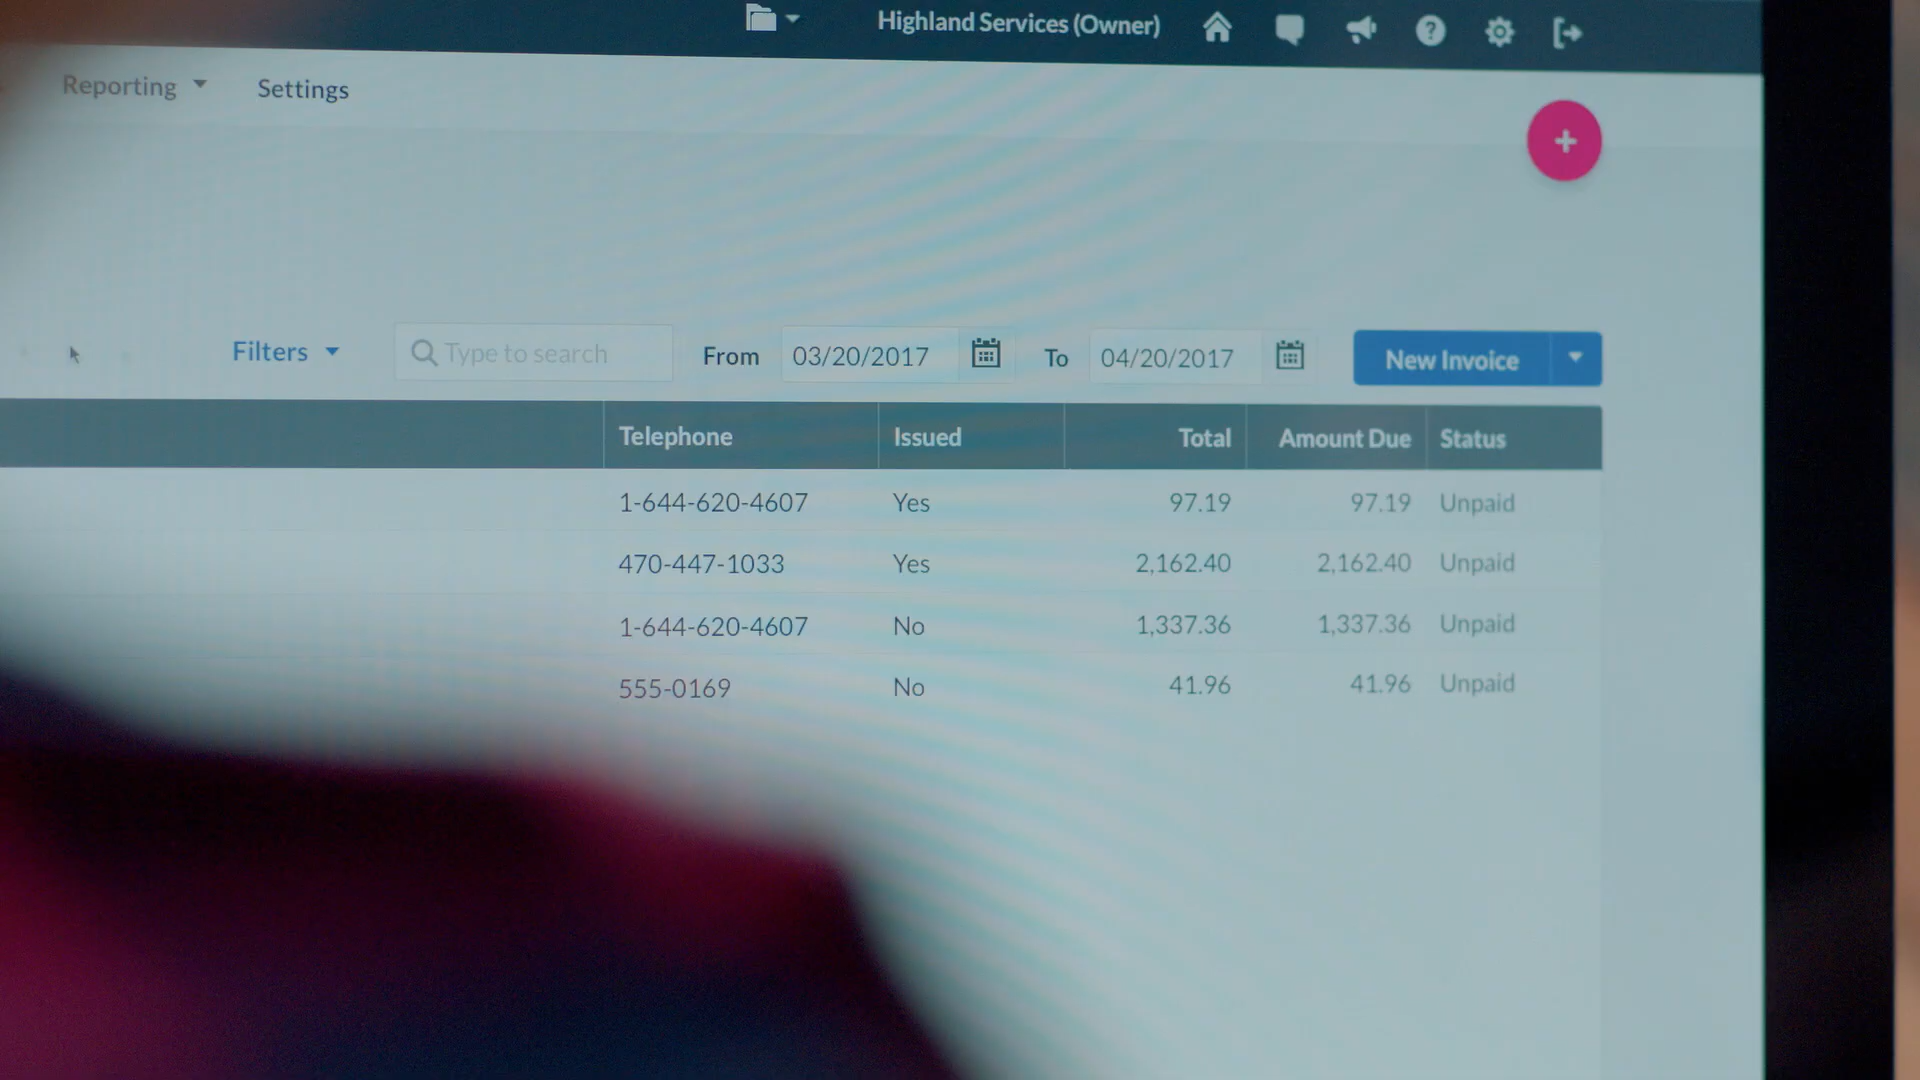 Highland Services (Owner)
Reporting Settings
+
Filters Type to search From 03/20/2017 To 04/20/2017 New Invoice
Telephone Issued Total Amount Due Status
1-644-620-4607 Yes 97.19 97.19 Unpaid
470-447-1033 Yes 2,162.40 2,162.40 Unpaid
1-644-620-4607 No 1,337.36 1,337.36 Unpaid
555-0169 No 41.96 41.96 Unpaid